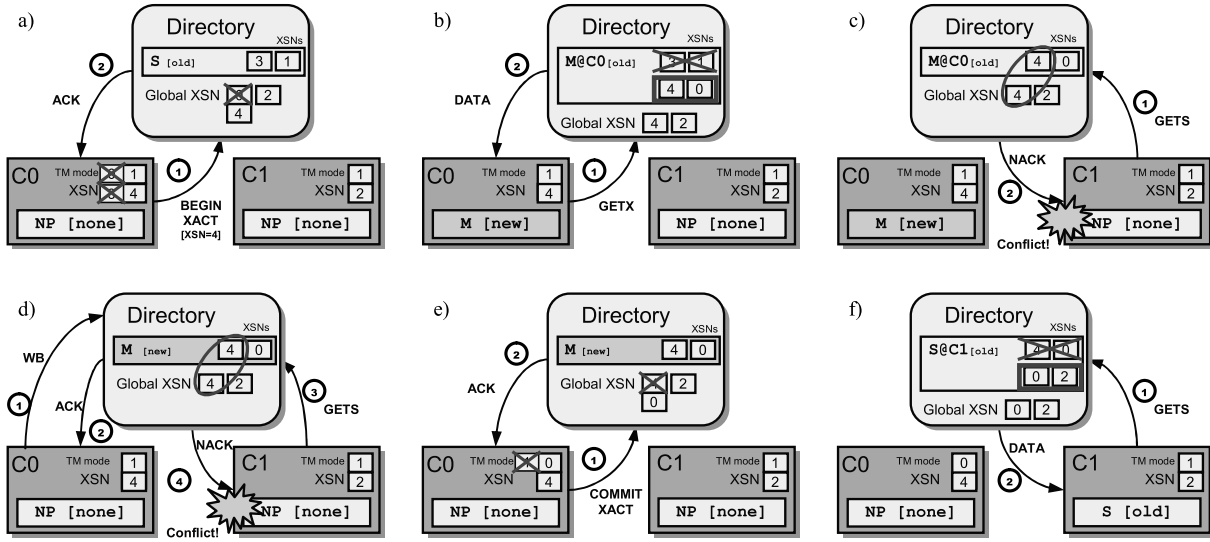 a)
Directory
XSNs
S [old] 3 1
Global XSN 2
4
2
ACK
1
BEGIN
XACT
[XSN=4]
C0 TM mode 1
XSN 4
NP [none]
C1 TM mode 1
XSN 2
NP [none]
b)
Directory
XSNs
M@C0[old] 3 1
4 0
Global XSN 4 2
2
DATA
1
GETX
C0 TM mode 1
XSN 4
M [new]
C1 TM mode 1
XSN 2
NP [none]
c)
Directory
XSNs
M@C0[old] 4 0
Global XSN 4 2
1
GETS
NACK
2
C0 TM mode 1
XSN 4
M [new]
C1 TM mode 1
XSN 2
NP [none]
Conflict!
d)
Directory
XSNs
M [new] 4 0
Global XSN 4 2
WB
1
ACK
2
3
GETS
NACK
4
C0 TM mode 1
XSN 4
NP [none]
C1 TM mode 1
XSN 2
NP [none]
Conflict!
e)
Directory
XSNs
M [new] 4 0
Global XSN 2
0
2
ACK
1
COMMIT
XACT
C0 TM mode 0
XSN 4
NP [none]
C1 TM mode 1
XSN 2
NP [none]
f)
Directory
XSNs
S@C1[old] 4 0
0 2
Global XSN 0 2
1
GETS
DATA
2
C0 TM mode 0
XSN 4
NP [none]
C1 TM mode 1
XSN 2
S [old]